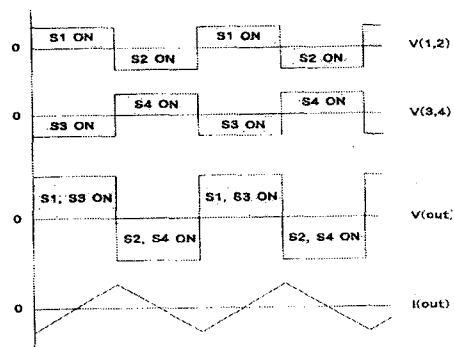 S1 ON S1 ON
0 V(1,2)
S2 ON S2 ON
S4 ON S4 ON
0 V(3,4)
S3 ON S3 ON
S1, S3 ON S1, S3 ON
0 V(out)
S2, S4 ON S2, S4 ON
0 I(out)